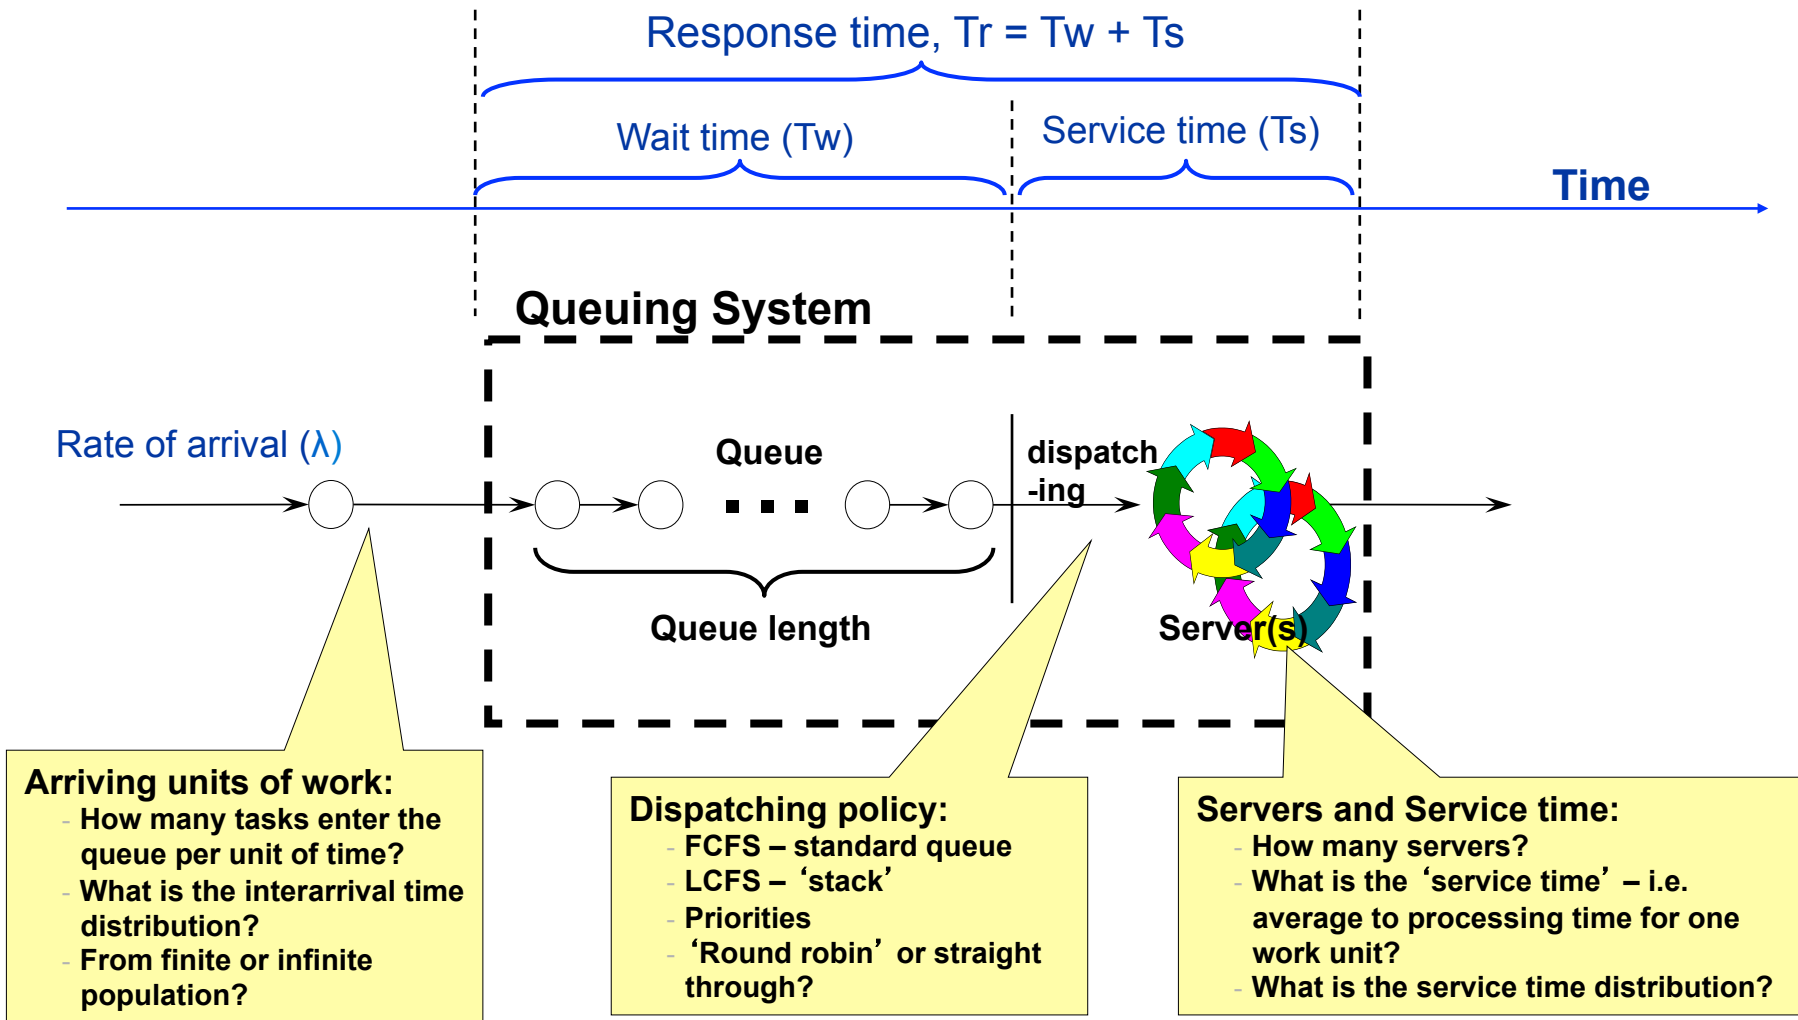 Response time, Tr = Tw + Ts
Wait time (Tw)
Service time (Ts)
Time
Queuing System
Rate of arrival (λ)
Queue
dispatch
-ing
Queue length
Server(s)
Arriving units of work:
- How many tasks enter the
queue per unit of time?
- What is the interarrival time
distribution?
- From finite or infinite
population?
Dispatching policy:
- FCFS – standard queue
- LCFS – ‘stack’
- Priorities
- ‘Round robin’ or straight
through?
Servers and Service time:
- How many servers?
- What is the ‘service time’ – i.e.
average to processing time for one
work unit?
- What is the service time distribution?